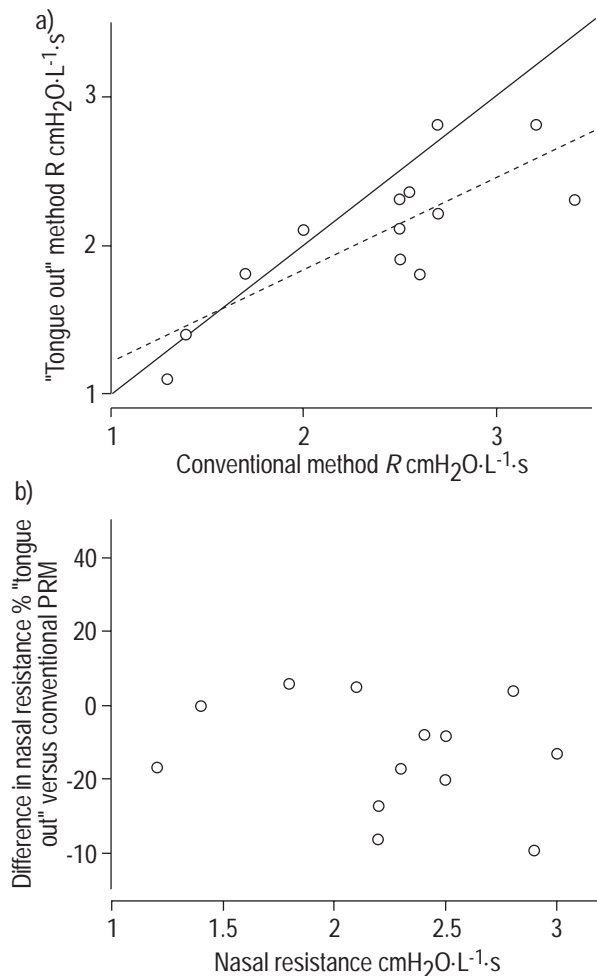 a)
"Tongue out" method R cmH₂O·L⁻¹·s
3
2
1
1 2 3
Conventional method R cmH₂O·L⁻¹·s
b)
Difference in nasal resistance % "tongue
out" versus conventional PRM
40
20
0
-20
-10
1 1.5 2 2.5 3
Nasal resistance cmH₂O·L⁻¹·s